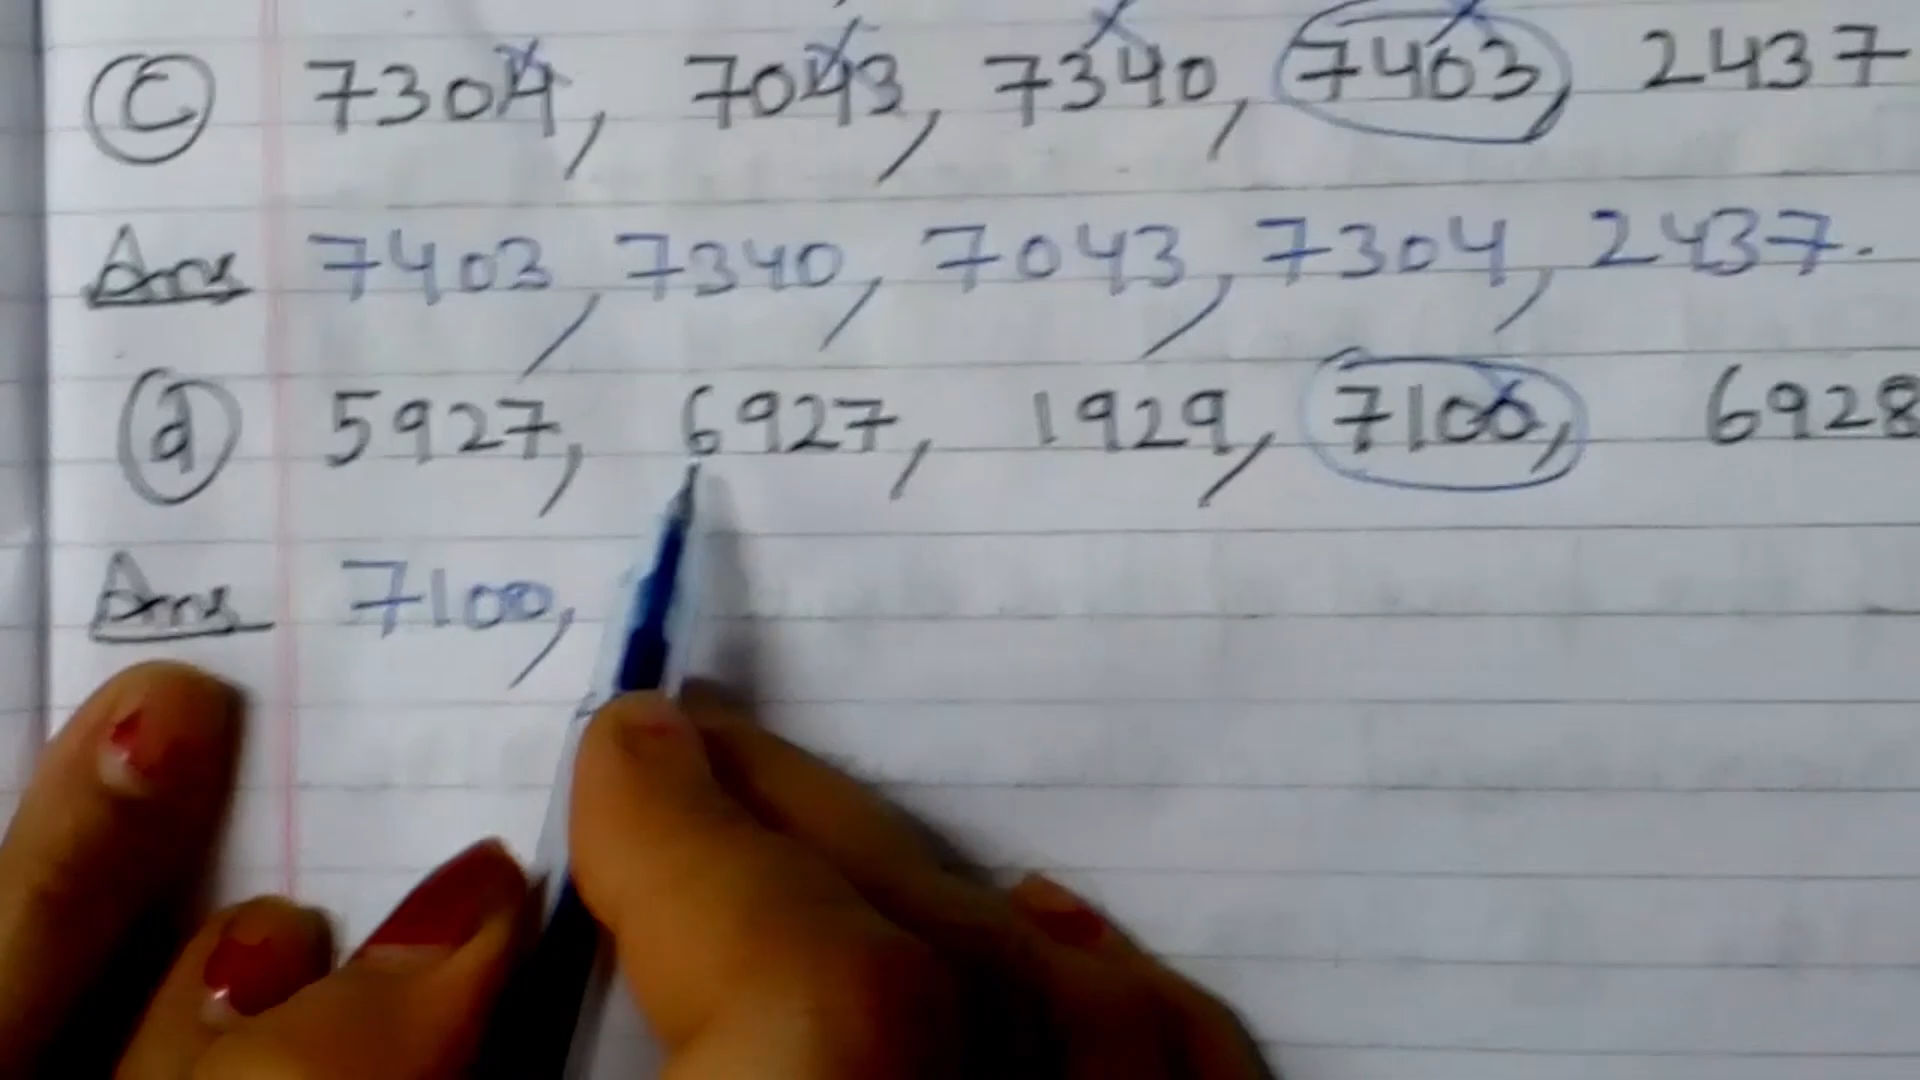 C 7304, 7043, 7340, 7403, 2437
Ans 7403, 7340, 7043, 7304, 2437.
d 5927, 6927, 1929, 7100, 6928
Ans 7100,